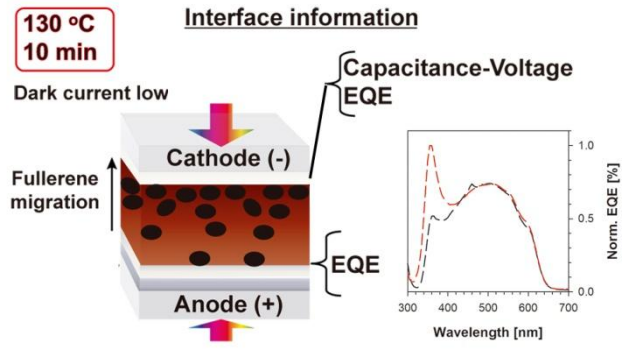 130 °C
10 min
Interface information
Capacitance-Voltage
EQE
Dark current low
Cathode (-)
Fullerene
migration
EQE
Anode (+)
1.0
0.5
0.0
Norm. EQE [%]
300 400 500 600 700
Wavelength [nm]